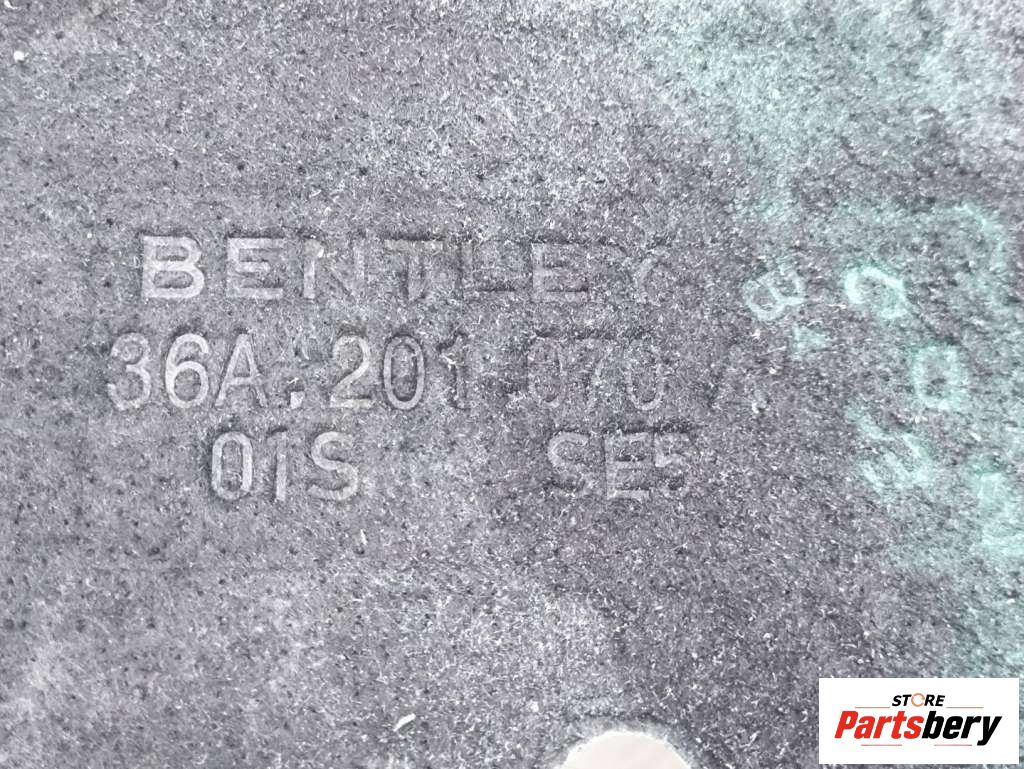 BENTLEY
36A.201.070 A
01S SE5
STORE
Partsbery